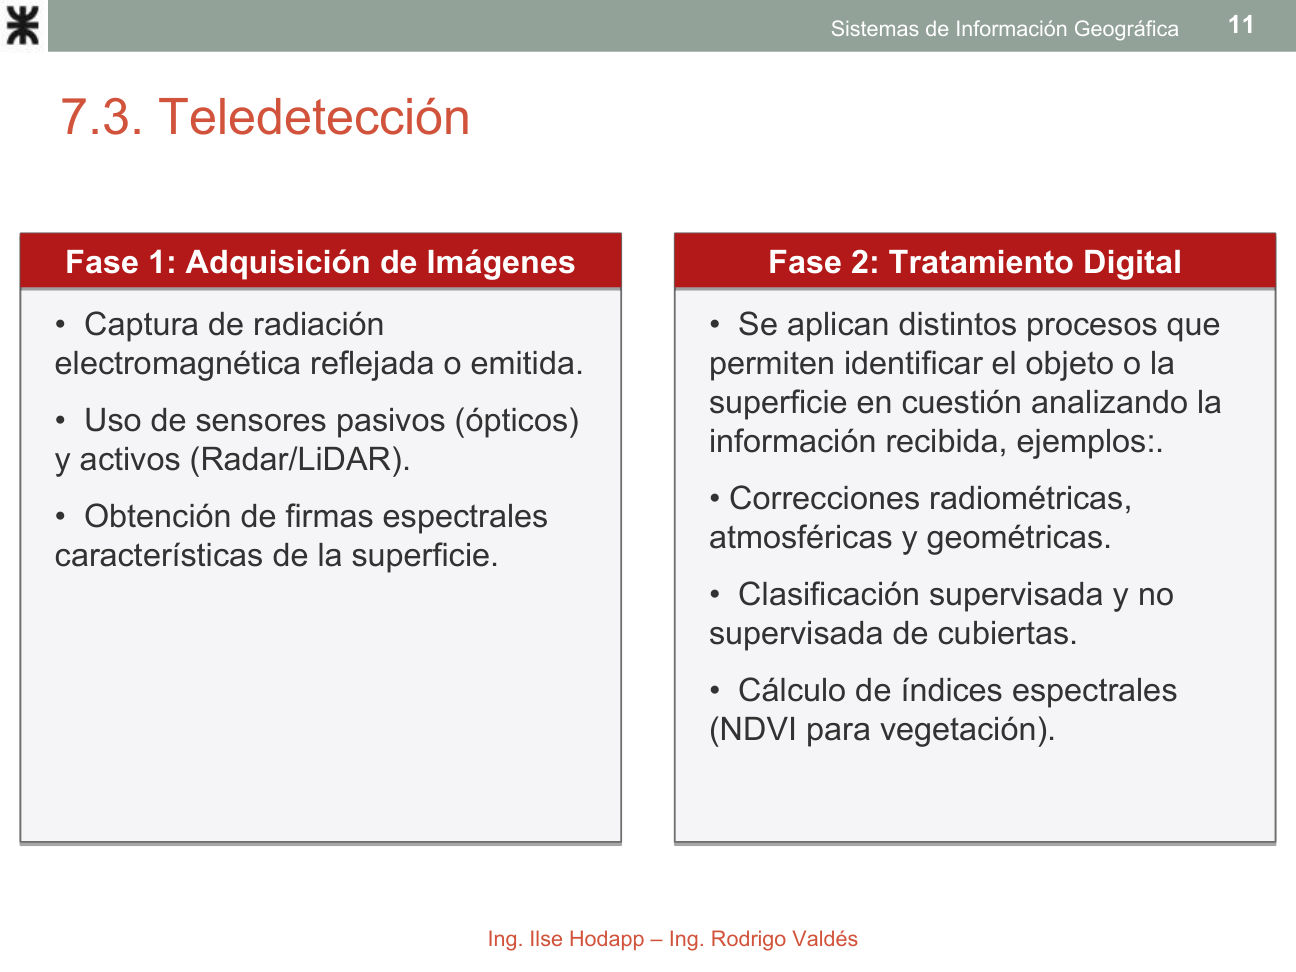 Sistemas de Información Geográfica 11
7.3. Teledetección
Fase 1: Adquisición de Imágenes
• Captura de radiación
electromagnética reflejada o emitida.
• Uso de sensores pasivos (ópticos)
y activos (Radar/LiDAR).
• Obtención de firmas espectrales
características de la superficie.
Fase 2: Tratamiento Digital
• Se aplican distintos procesos que
permiten identificar el objeto o la
superficie en cuestión analizando la
información recibida, ejemplos:.
• Correcciones radiométricas,
atmosféricas y geométricas.
• Clasificación supervisada y no
supervisada de cubiertas.
• Cálculo de índices espectrales
(NDVI para vegetación).
Ing. Ilse Hodapp – Ing. Rodrigo Valdés